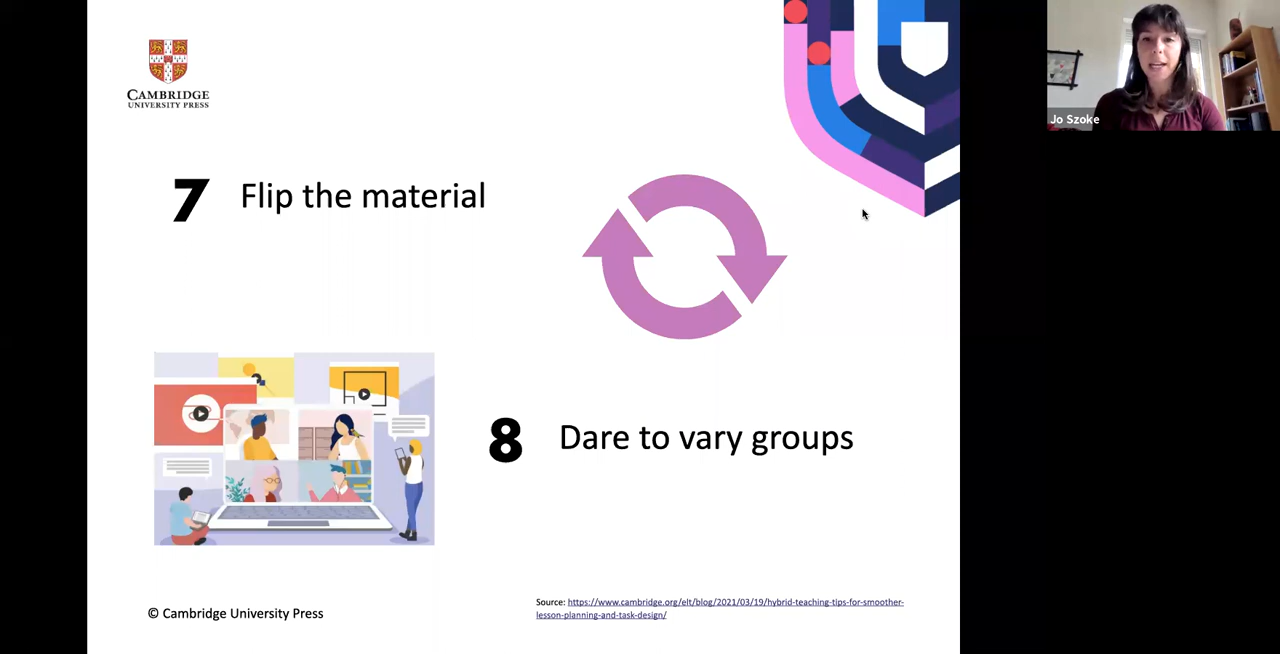 CAMBRIDGE
UNIVERSITY PRESS
Jo Szoke
7 Flip the material
8 Dare to vary groups
Source: https://www.cambridge.org/elt/blog/2021/03/19/hybrid-teaching-tips-for-smoother-
lesson-planning-and-task-design/
© Cambridge University Press